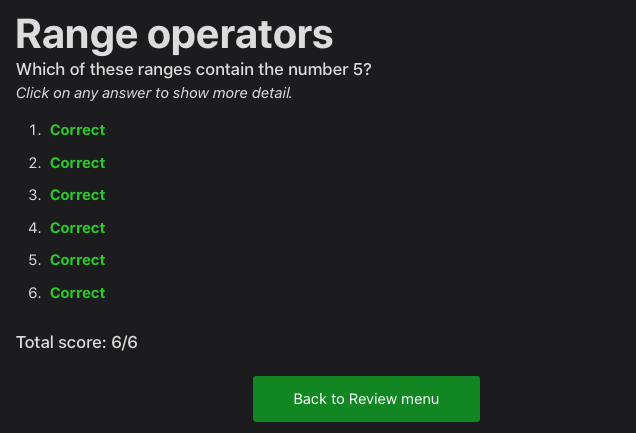 Range operators
Which of these ranges contain the number 5?
Click on any answer to show more detail.
1. Correct
2. Correct
3. Correct
4. Correct
5. Correct
6. Correct
Total score: 6/6
Back to Review menu